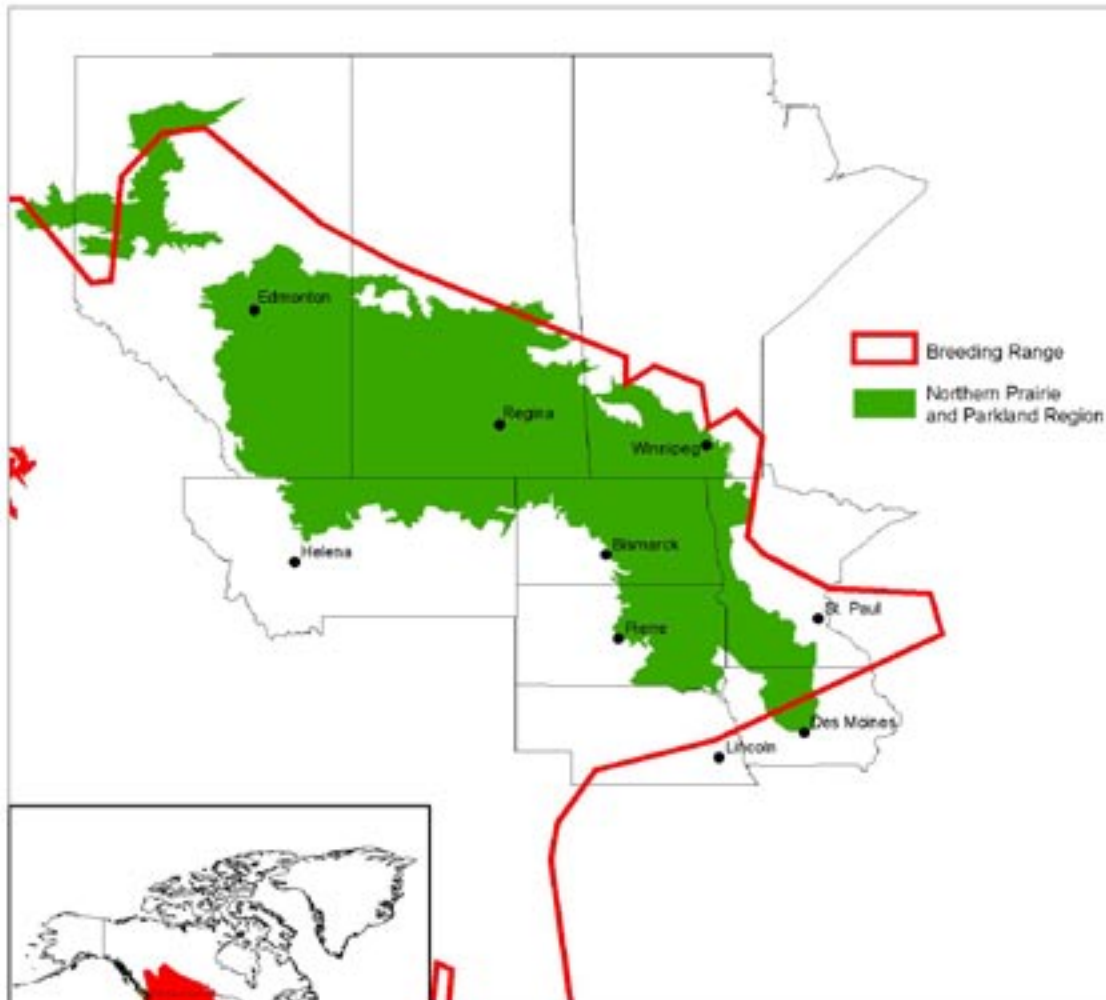 Edmonton
Breeding Range
Northern Prairie
and Parkland Region
Regina
Winnipeg
Helena
Bismarck
St. Paul
Pierre
Des Moines
Lincoln